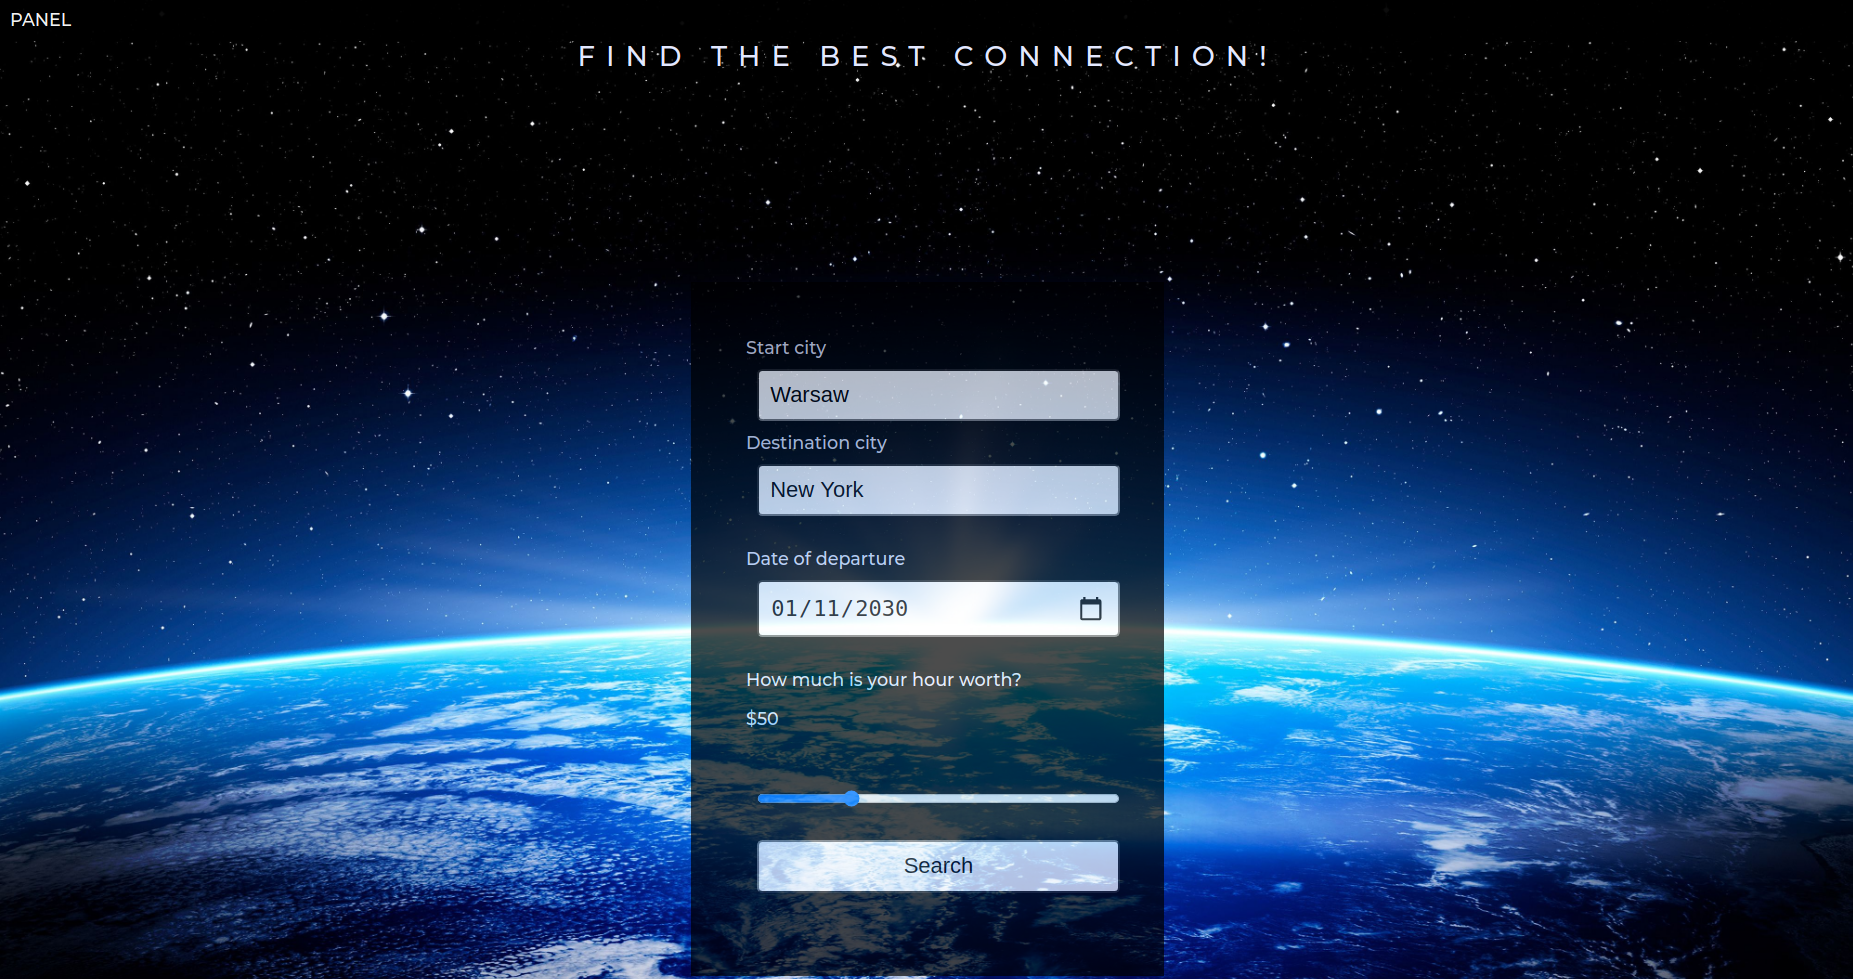 PANEL
FIND THE BEST CONNECTION!
Start city
Warsaw
Destination city
New York
Date of departure
01/11/2030
How much is your hour worth?
$50
Search